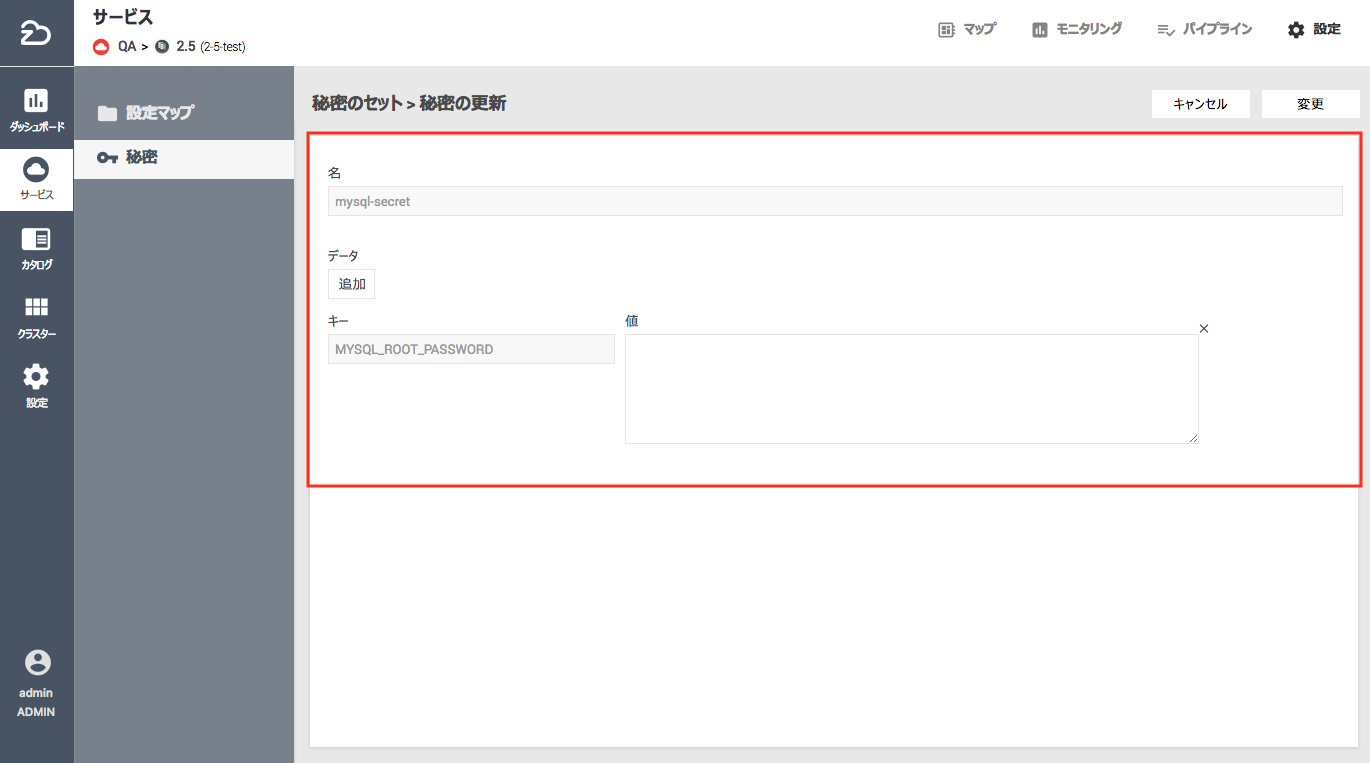 サービス
QA > 2.5 (2-5-test)
マップ
モニタリング
パイプライン
設定
ダッシュボード
サービス
カタログ
クラスター
設定
admin
ADMIN
設定マップ
秘密
秘密のセット > 秘密の更新
キャンセル
変更
名
mysql-secret
データ
追加
キー
値
MYSQL_ROOT_PASSWORD